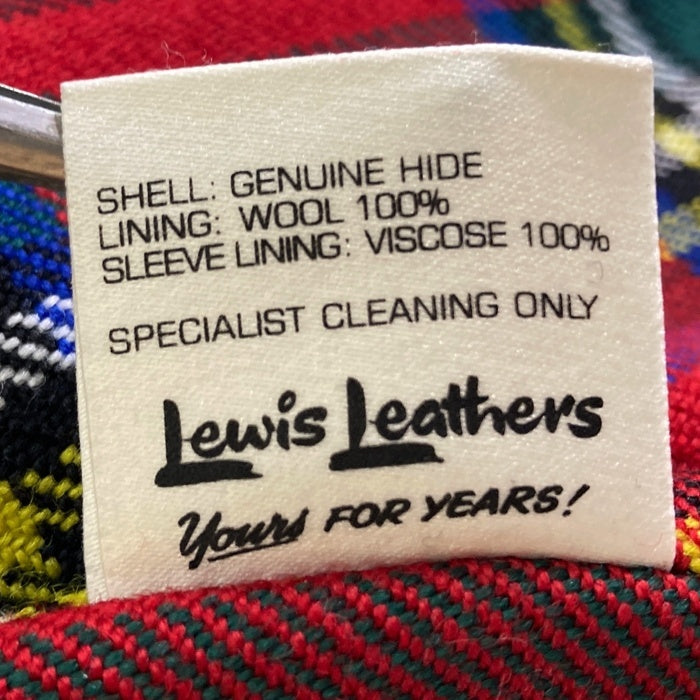 SHELL: GENUINE HIDE
LINING: WOOL 100%
SLEEVE LINING: VISCOSE 100%
SPECIALIST CLEANING ONLY
Lewis Leathers
Yours FOR YEARS!